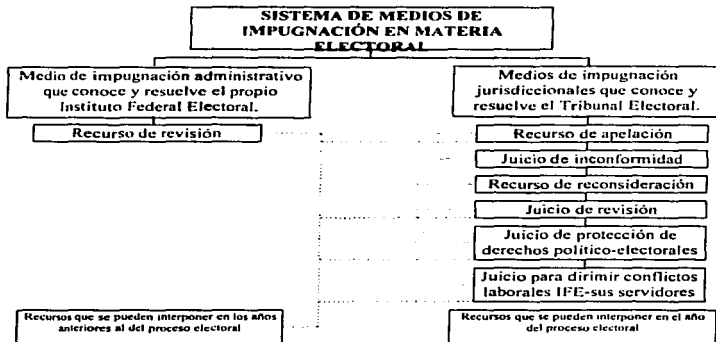 SISTEMA DE MEDIOS DE
IMPUGNACIÓN EN MATERIA
ELECTORAL
Medio de impugnación administrativo
que conoce y resuelve el propio
Instituto Federal Electoral.
Recurso de revisión
Medios de impugnación
jurisdiccionales que conoce y
resuelve el Tribunal Electoral.
Recurso de apelación
Juicio de inconformidad
Recurso de reconsideración
Juicio de revisión
Juicio de protección de
derechos político-electorales
Juicio para dirimir conflictos
laborales IFE-sus servidores
Recursos que se pueden interponer en los años
anteriores al del proceso electoral
Recursos que se pueden interponer en el año
del proceso electoral